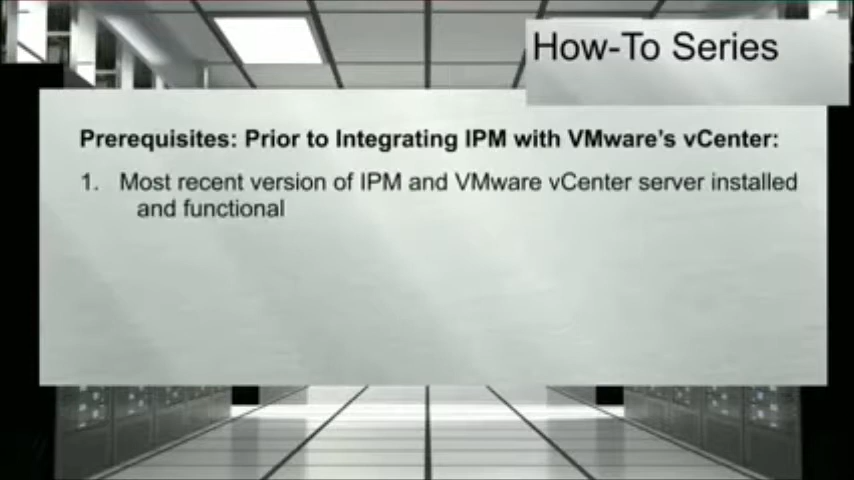 How-To Series
Prerequisites: Prior to Integrating IPM with VMware's vCenter:
1. Most recent version of IPM and VMware vCenter server installed
and functional